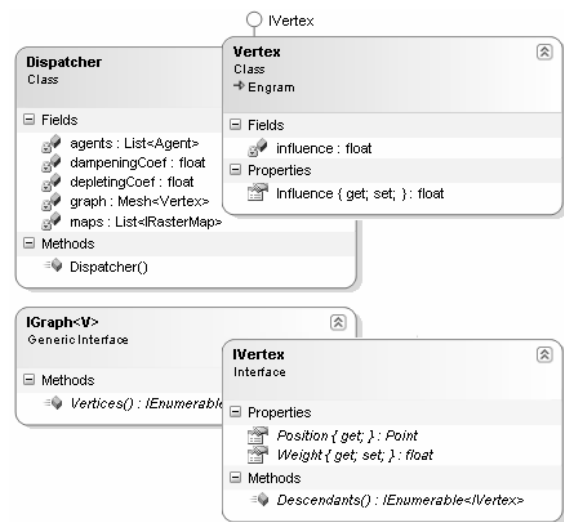 IVertex
Dispatcher
Class
Fields
agents : List<Agent>
dampeningCoef : float
depletingCoef : float
graph : Mesh<Vertex>
maps : List<IRasterMap>
Methods
Dispatcher()
Vertex
Class
Engram
Fields
influence : float
Properties
Influence { get; set; } : float
IGraph<V>
Generic Interface
Methods
Vertices() : IEnumerable
IVertex
Interface
Properties
Position { get; } : Point
Weight { get; set; } : float
Methods
Descendants() : IEnumerable<IVertex>